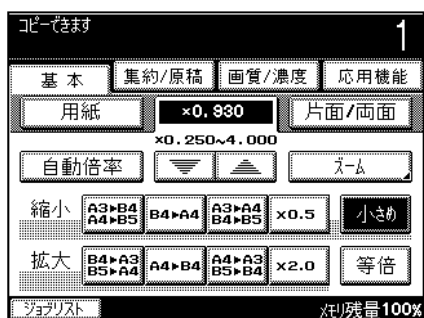 コピーできます 1
基本 集約/原稿 画質/濃度 応用機能
用紙 ×0.930 片面/両面
×0.250~4.000
自動倍率 ズーム
縮小 A3▶B4 A4▶B5 B4▶A4 A3▶A4 B4▶B5 ×0.5 小さめ
拡大 B4▶A3 B5▶A4 A4▶B4 A4▶A3 B5▶B4 ×2.0 等倍
ジョブリスト メモリ残量100%